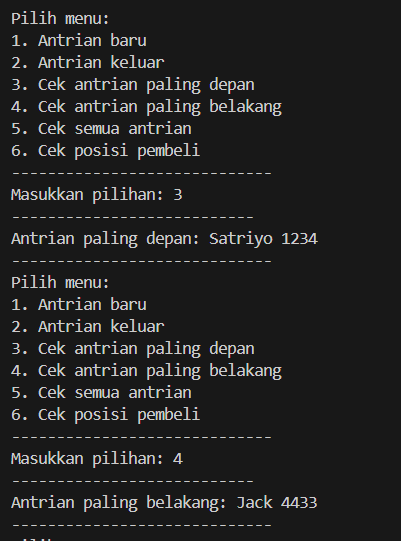 Pilih menu:
1. Antrian baru
2. Antrian keluar
3. Cek antrian paling depan
4. Cek antrian paling belakang
5. Cek semua antrian
6. Cek posisi pembeli
-----------------------------
Masukkan pilihan: 3
---------------------------
Antrian paling depan: Satriyo 1234
-----------------------------
Pilih menu:
1. Antrian baru
2. Antrian keluar
3. Cek antrian paling depan
4. Cek antrian paling belakang
5. Cek semua antrian
6. Cek posisi pembeli
-----------------------------
Masukkan pilihan: 4
---------------------------
Antrian paling belakang: Jack 4433
-----------------------------